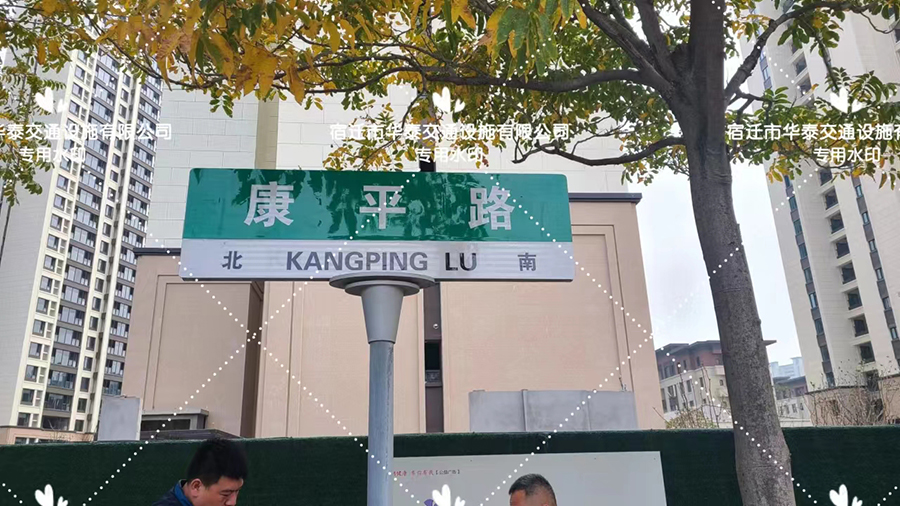 华泰交通设施有限公司
专用水印
宿迁市华泰交通设施有限公司
专用水印
宿迁市华泰交通设施有
专用水印
康平路
北 KANGPING LU 南